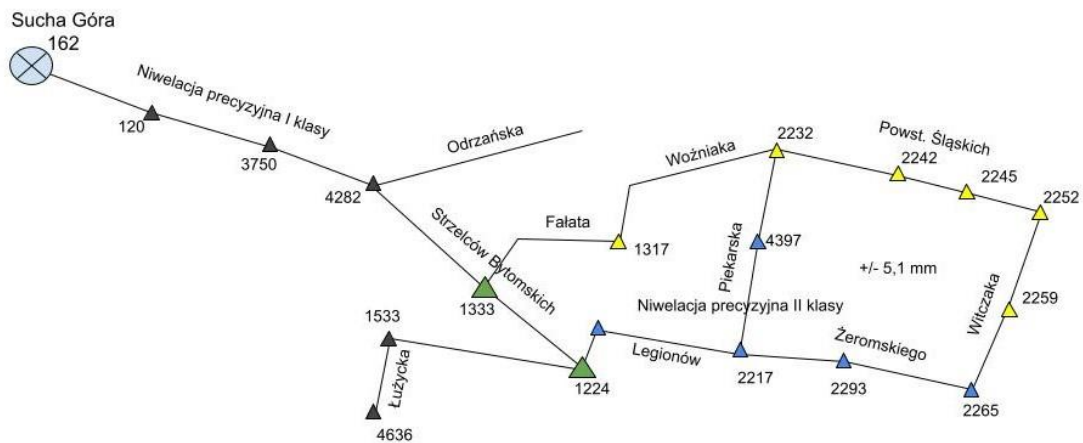 Sucha Góra
162
Niwelacja precyzyjna I klasy
120
3750
4282
Odrzańska
Strzelców Bytomskich
Fałata
1317
Woźniaka
2232
Powst. Śląskich
2242
2245
2252
4397
Piekarska
+/- 5,1 mm
Witczaka
2259
1333
Niwelacja precyzyjna II klasy
1533
Legionów
Żeromskiego
Łużycka
1224
2217
2293
2265
4636